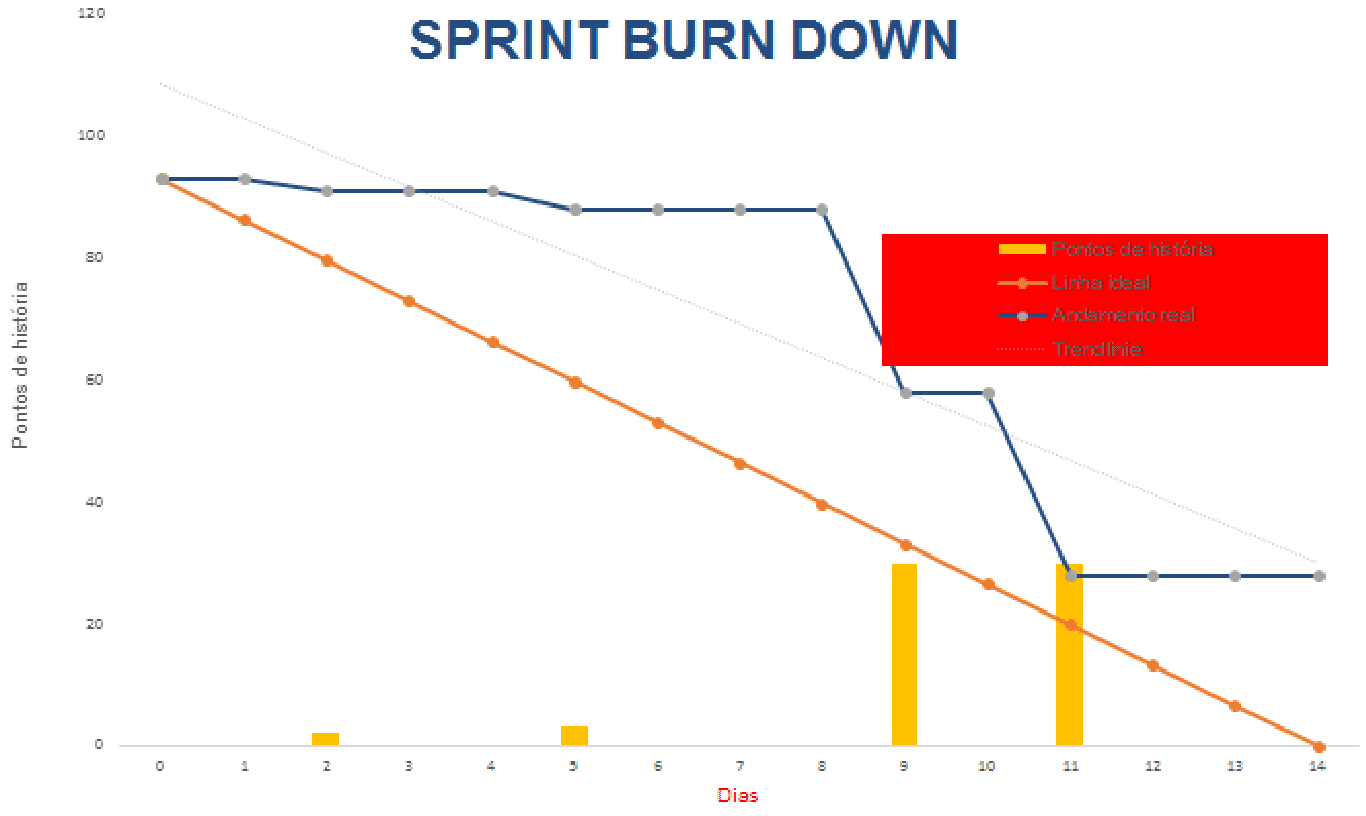 SPRINT BURN DOWN
120
100
80
60
40
20
0
Pontos de história
Pontos de história
Linha ideal
Andamento real
Trendlinie
0 1 2 3 4 5 6 7 8 9 10 11 12 13 14
Dias